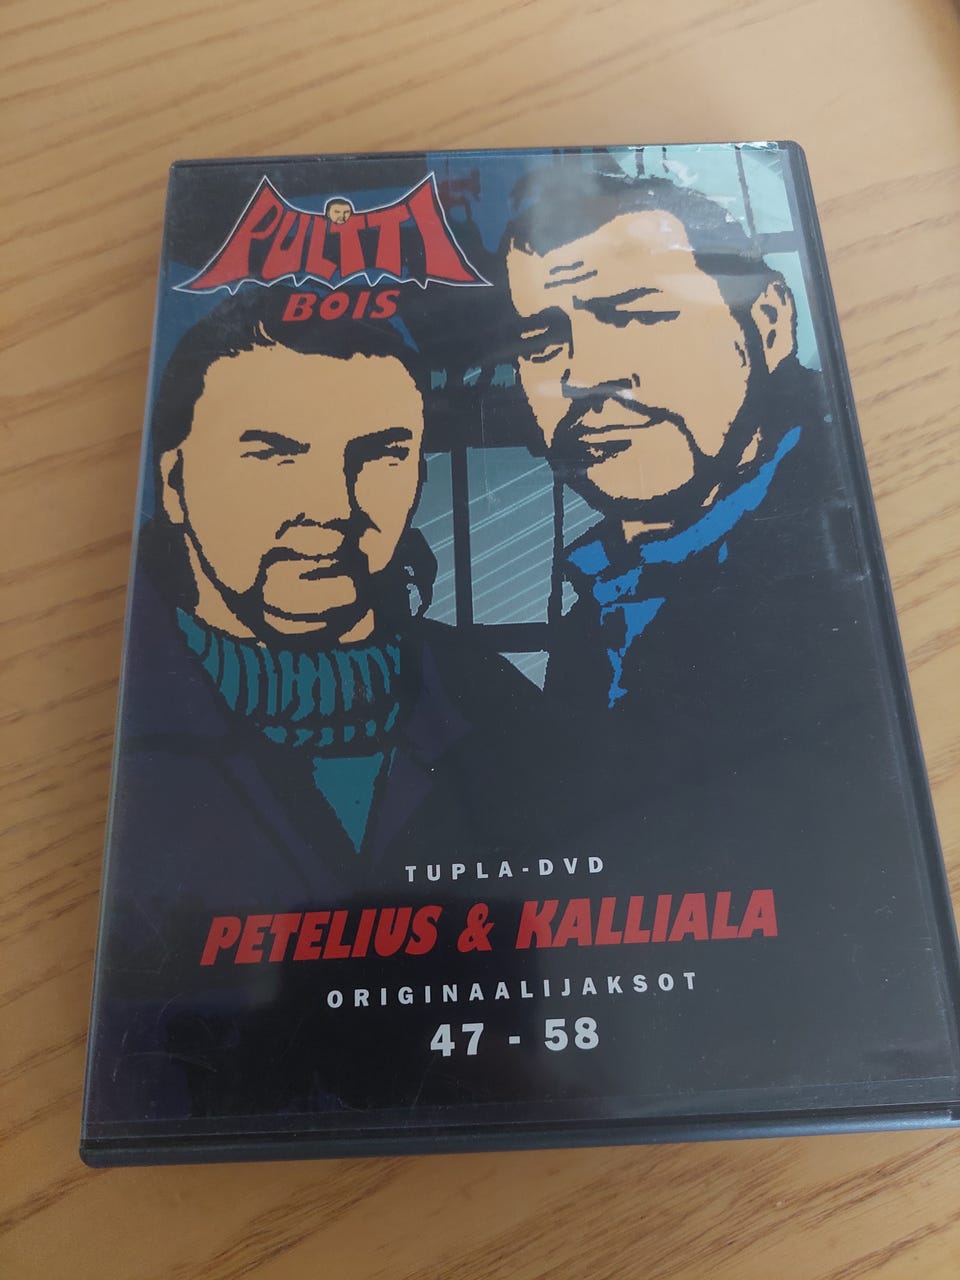 PULTTI
BOIS
TUPLA-DVD
PETELIUS & KALLIALA
ORIGINAALIJAKSOT
47 - 58